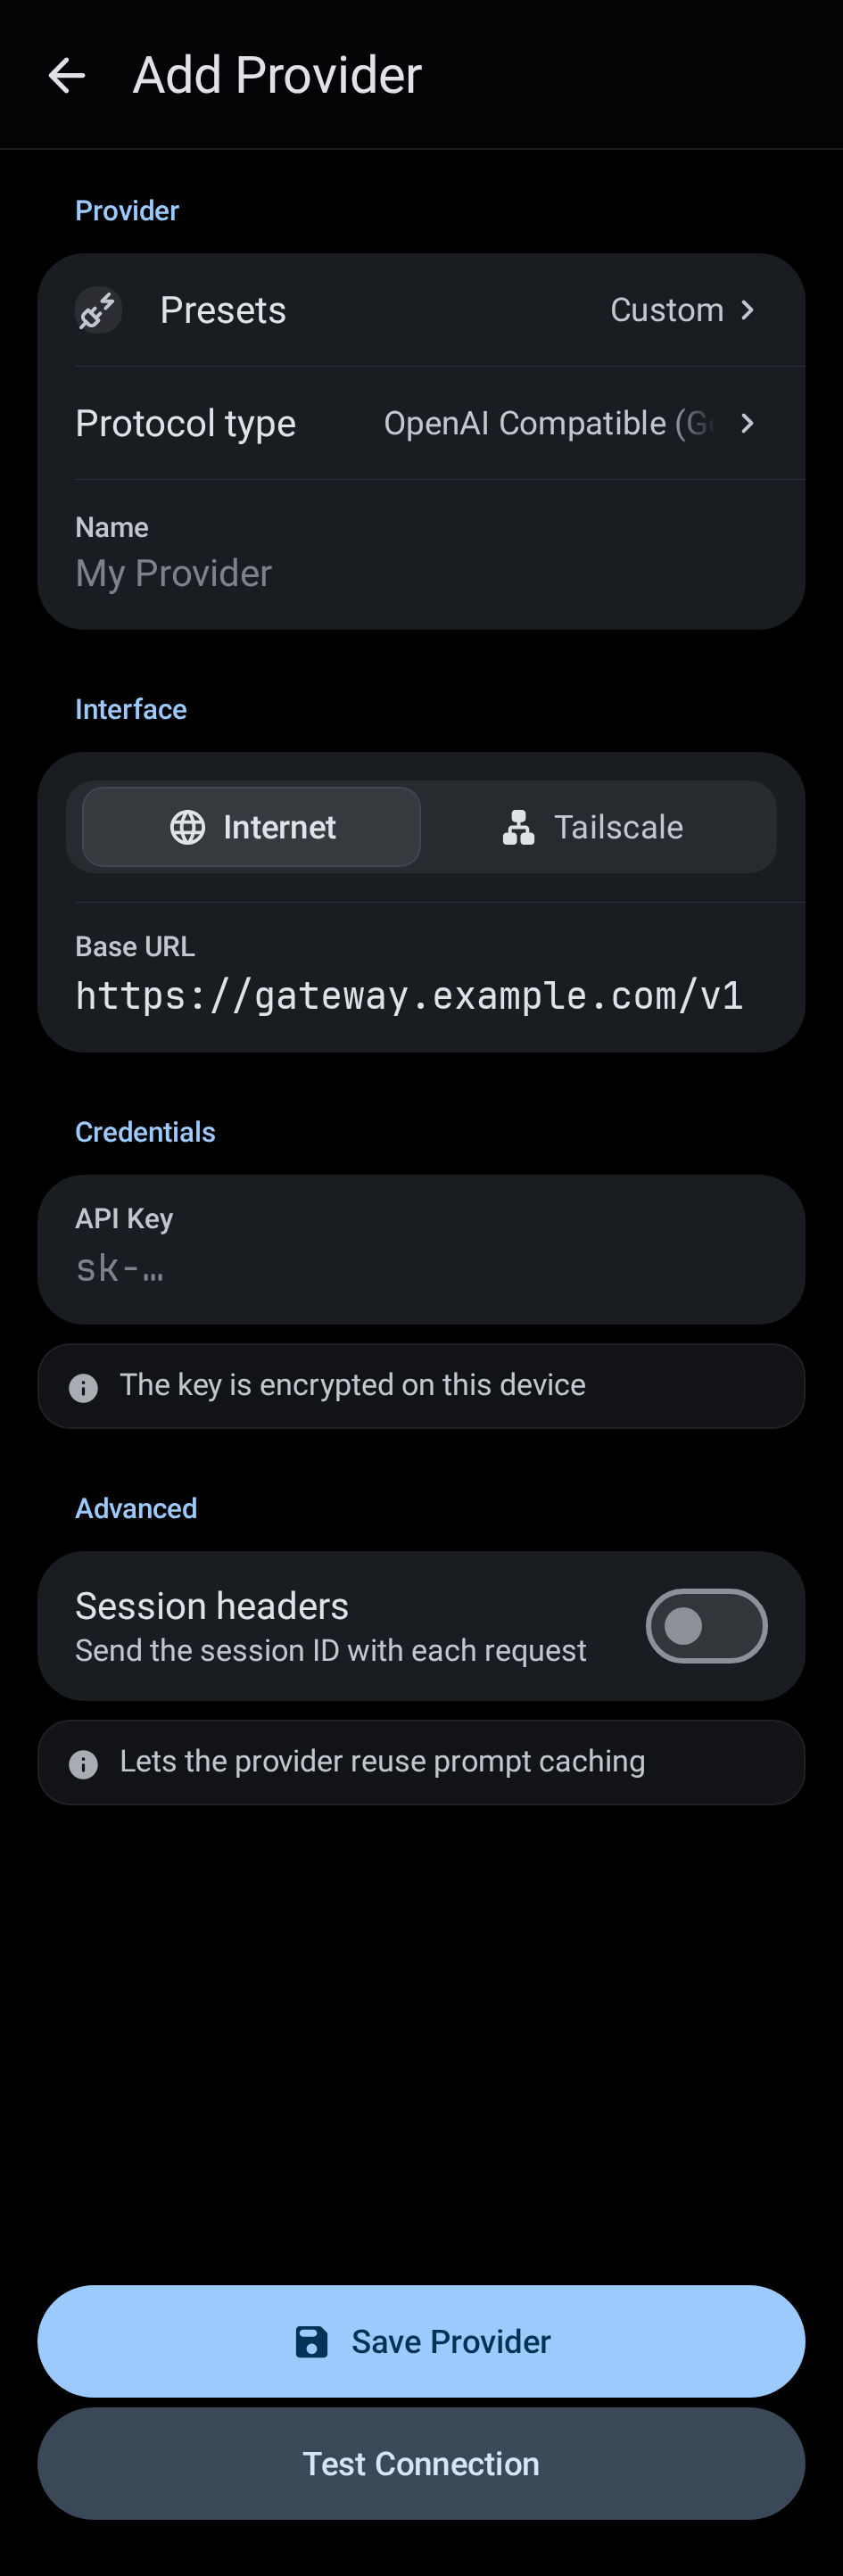 Add Provider
Provider
Presets
Custom
Protocol type
OpenAI Compatible (Ge
Name
My Provider
Interface
Internet
Tailscale
Base URL
https://gateway.example.com/v1
Credentials
API Key
sk-…
The key is encrypted on this device
Advanced
Session headers
Send the session ID with each request
Lets the provider reuse prompt caching
Save Provider
Test Connection